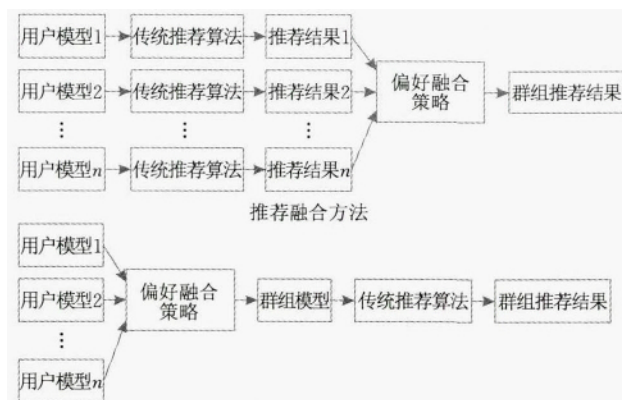 用户模型1 传统推荐算法 推荐结果1
用户模型2 传统推荐算法 推荐结果2 偏好融合 群组推荐结果
策略
⋮ ⋮ ⋮
用户模型n 传统推荐算法 推荐结果n
推荐融合方法
用户模型1
用户模型2 偏好融合 群组模型 传统推荐算法 群组推荐结果
策略
⋮
用户模型n